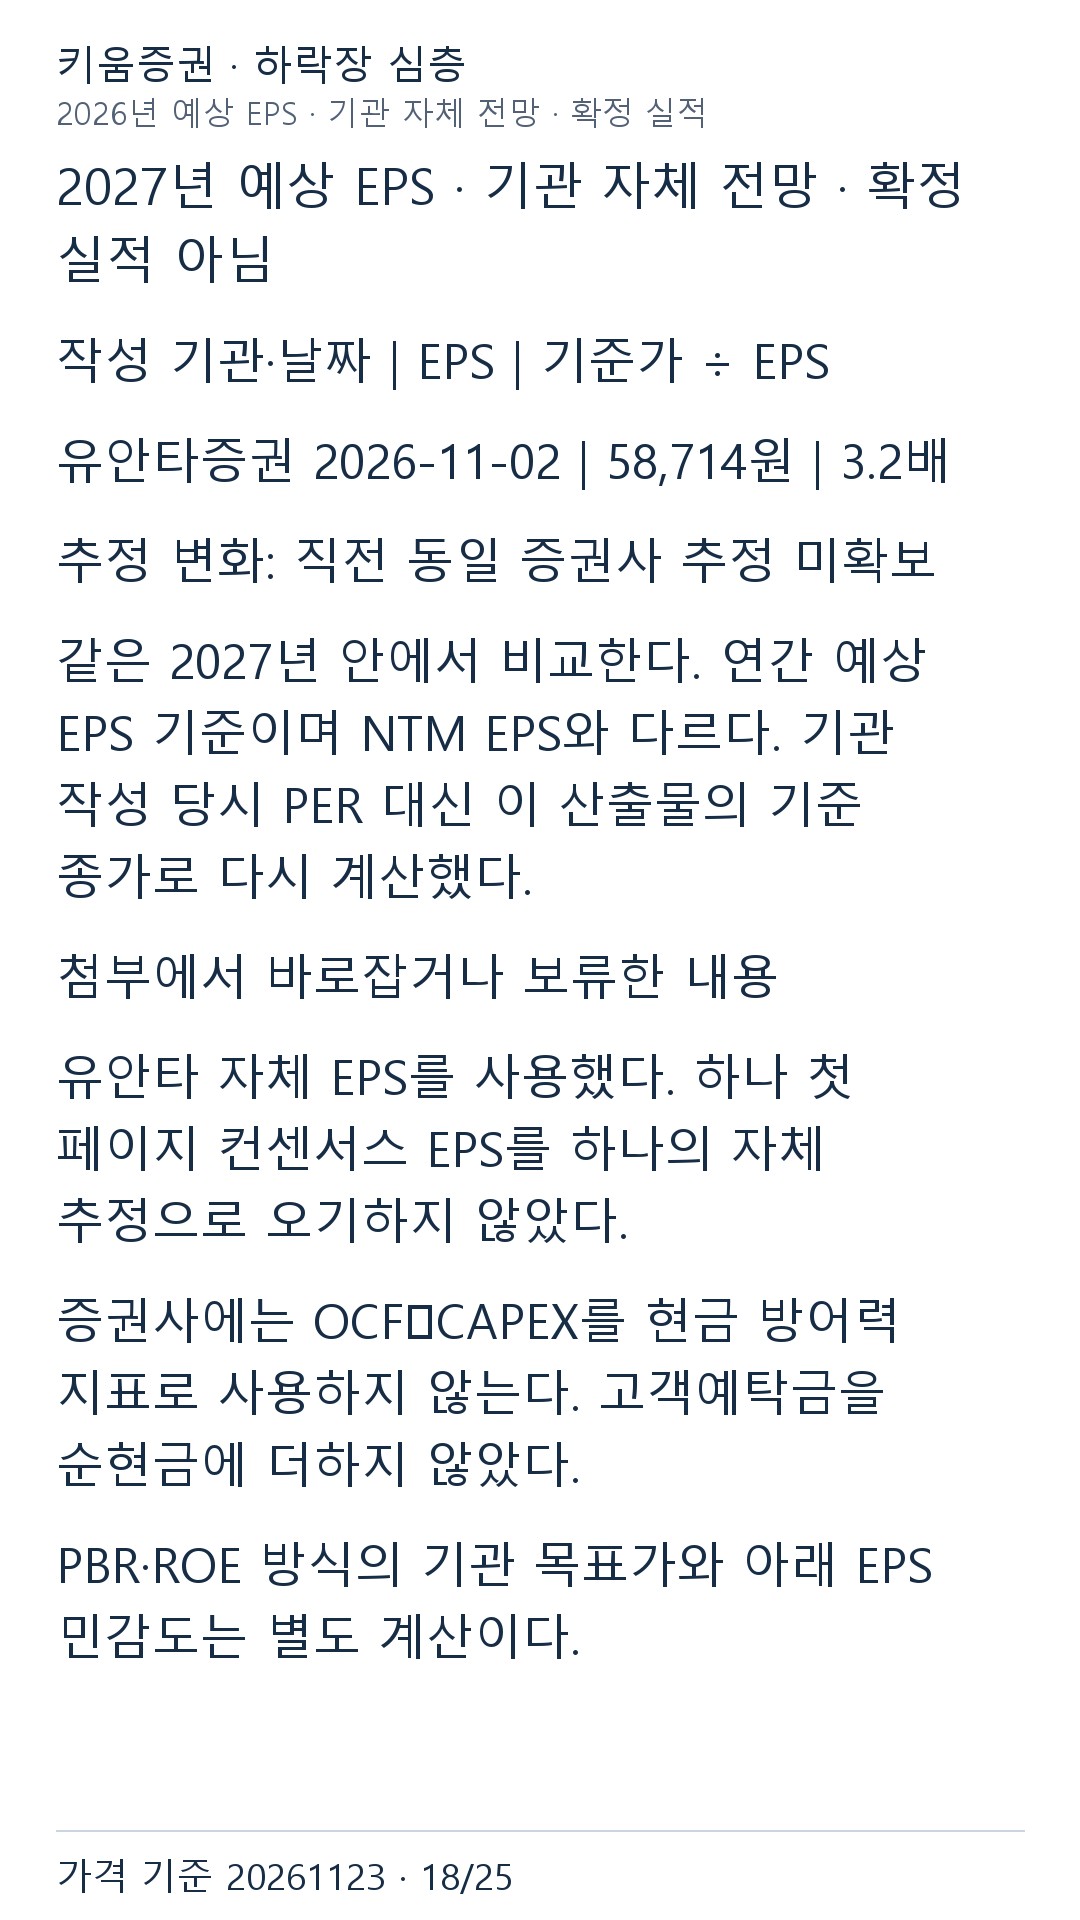 키움증권 · 하락장 심층
2026년 예상 EPS · 기관 자체 전망 · 확정 실적
2027년 예상 EPS · 기관 자체 전망 · 확정
실적 아님
작성 기관·날짜 | EPS | 기준가 ÷ EPS
유안타증권 2026-11-02 | 58,714원 | 3.2배
추정 변화: 직전 동일 증권사 추정 미확보
같은 2027년 안에서 비교한다. 연간 예상
EPS 기준이며 NTM EPS와 다르다. 기관
작성 당시 PER 대신 이 산출물의 기준
종가로 다시 계산했다.
첨부에서 바로잡거나 보류한 내용
유안타 자체 EPS를 사용했다. 하나 첫
페이지 컨센서스 EPS를 하나의 자체
추정으로 오기하지 않았다.
증권사에는 OCF□CAPEX를 현금 방어력
지표로 사용하지 않는다. 고객예탁금을
순현금에 더하지 않았다.
PBR·ROE 방식의 기관 목표가와 아래 EPS
민감도는 별도 계산이다.
가격 기준 20261123 · 18/25